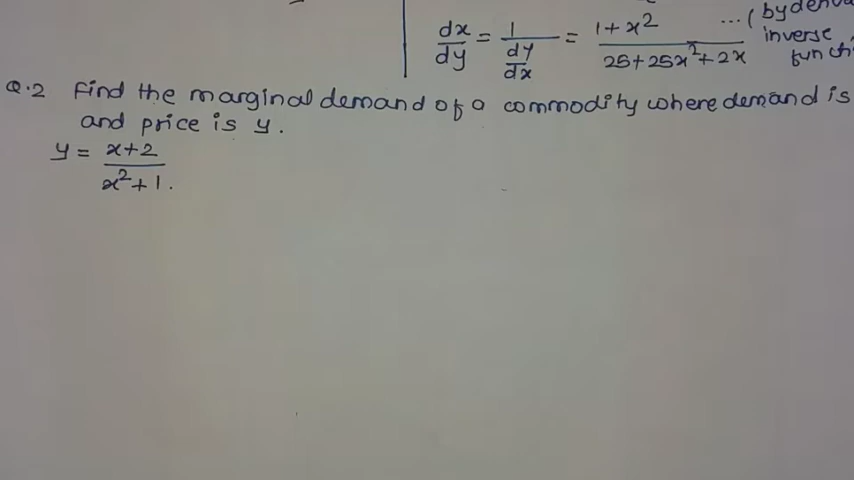 dx/dy = 1/(dy/dx) = (1+x²)/(25+25x²+2x) ...(by
inverse
Q.2 Find the marginal demand of a commodity where demand is
and price is y.
y = (x+2)/(x²+1).